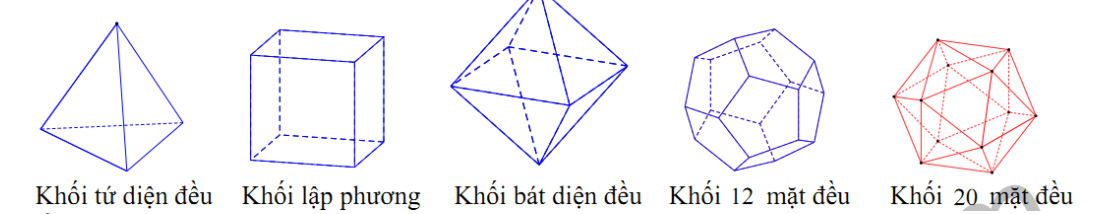 Khối tứ diện đều Khối lập phương Khối bát diện đều Khối 12 mặt đều Khối 20 mặt đều